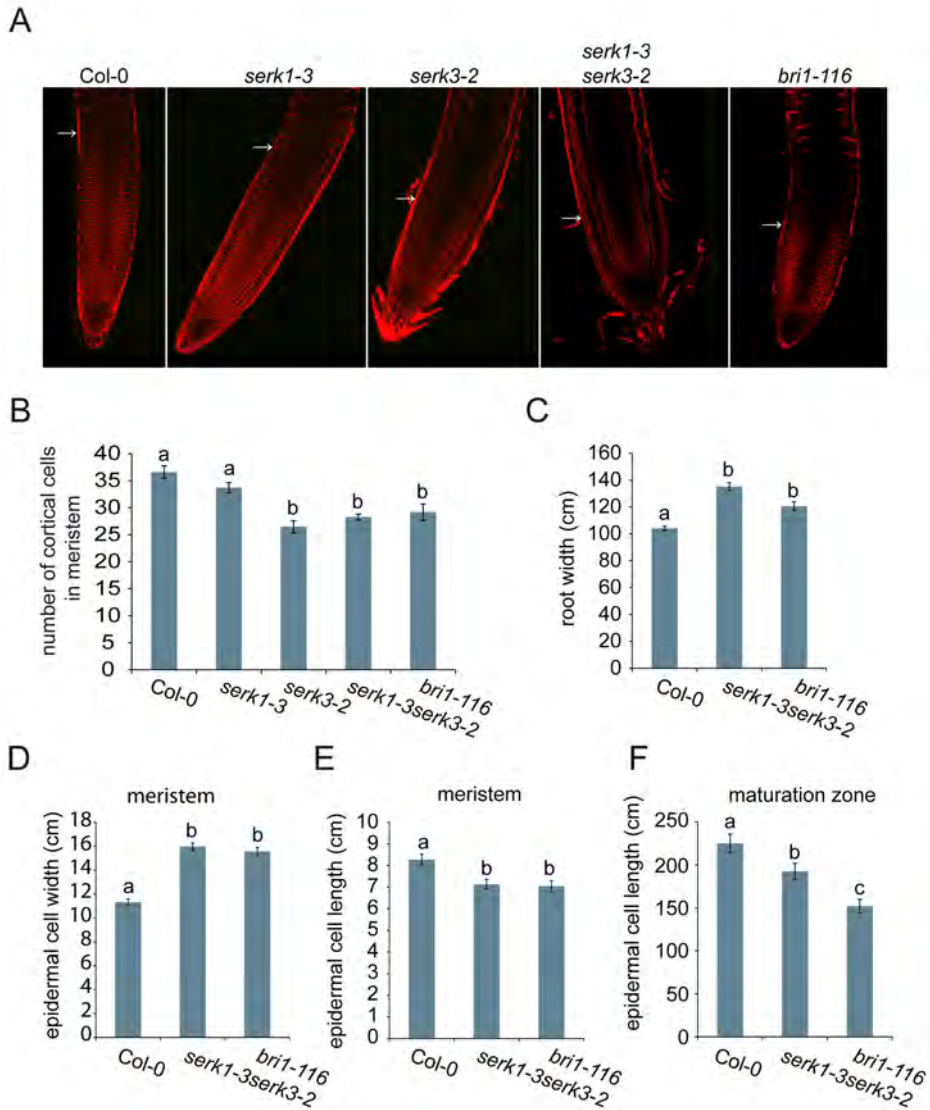 A
Col-0
serk1-3
serk3-2
serk1-3
serk3-2
bri1-116
→
→
→
→
→
B
number of cortical cells
in meristem
40
35
30
25
20
15
10
5
0
a
a
b
b
b
Col-0
serk1-3
serk3-2
serk1-3serk3-2
bri1-116
C
root width (cm)
160
140
120
100
80
60
40
20
0
a
b
b
Col-0
serk1-3serk3-2
bri1-116
D
meristem
epidermal cell width (cm)
18
16
14
12
10
8
6
4
2
0
a
b
b
Col-0
serk1-3serk3-2
bri1-116
E
meristem
epidermal cell length (cm)
10
9
8
7
6
5
4
3
2
1
0
a
b
b
Col-0
serk1-3serk3-2
bri1-116
F
maturation zone
epidermal cell length (cm)
250
200
150
100
50
0
a
b
c
Col-0
serk1-3serk3-2
bri1-116